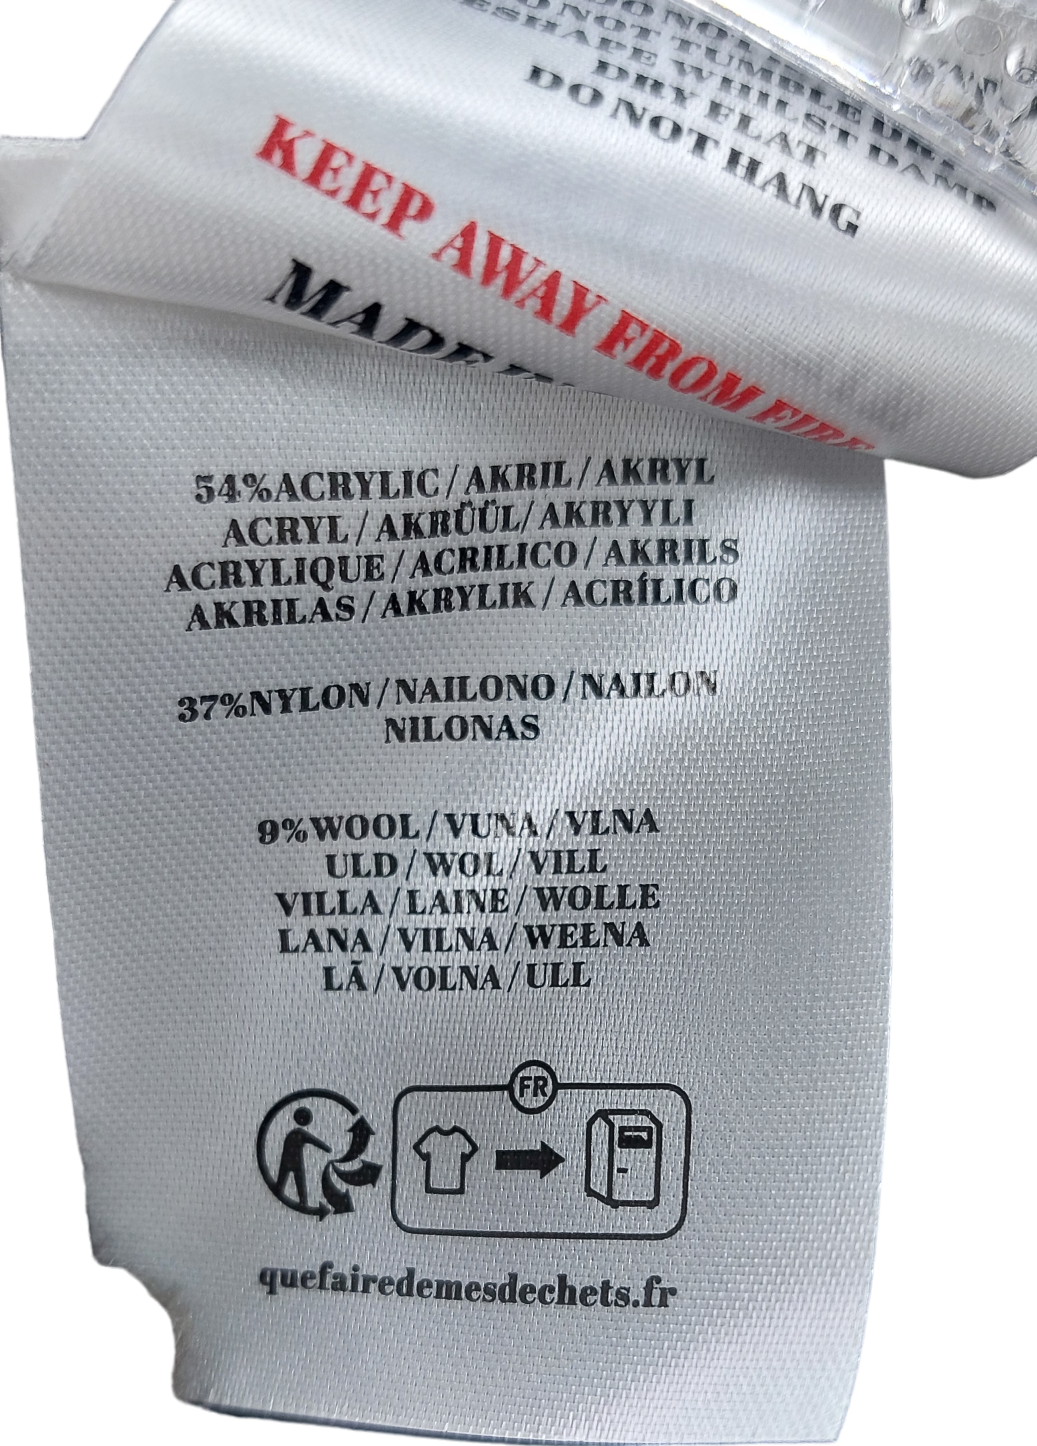 DO NOT TUMBLE DRY
RESHAPE WHILST DAMP
DRY FLAT
DO NOT HANG
KEEP AWAY FROM FIRE
MADE
54%ACRYLIC/AKRIL/AKRYL
ACRYL/AKRÜÜL/AKRYYLI
ACRYLIQUE/ACRILICO/AKRILS
AKRILAS/AKRYLIK/ACRÍLICO
37%NYLON/NAILONO/NAILON
NILONAS
9%WOOL/VUNA/VLNA
ULD/WOL/VILL
VILLA/LAINE/WOLLE
LANA/VILNA/WEŁNA
LÃ/VOLNA/ULL
FR
quefairedemesdechets.fr